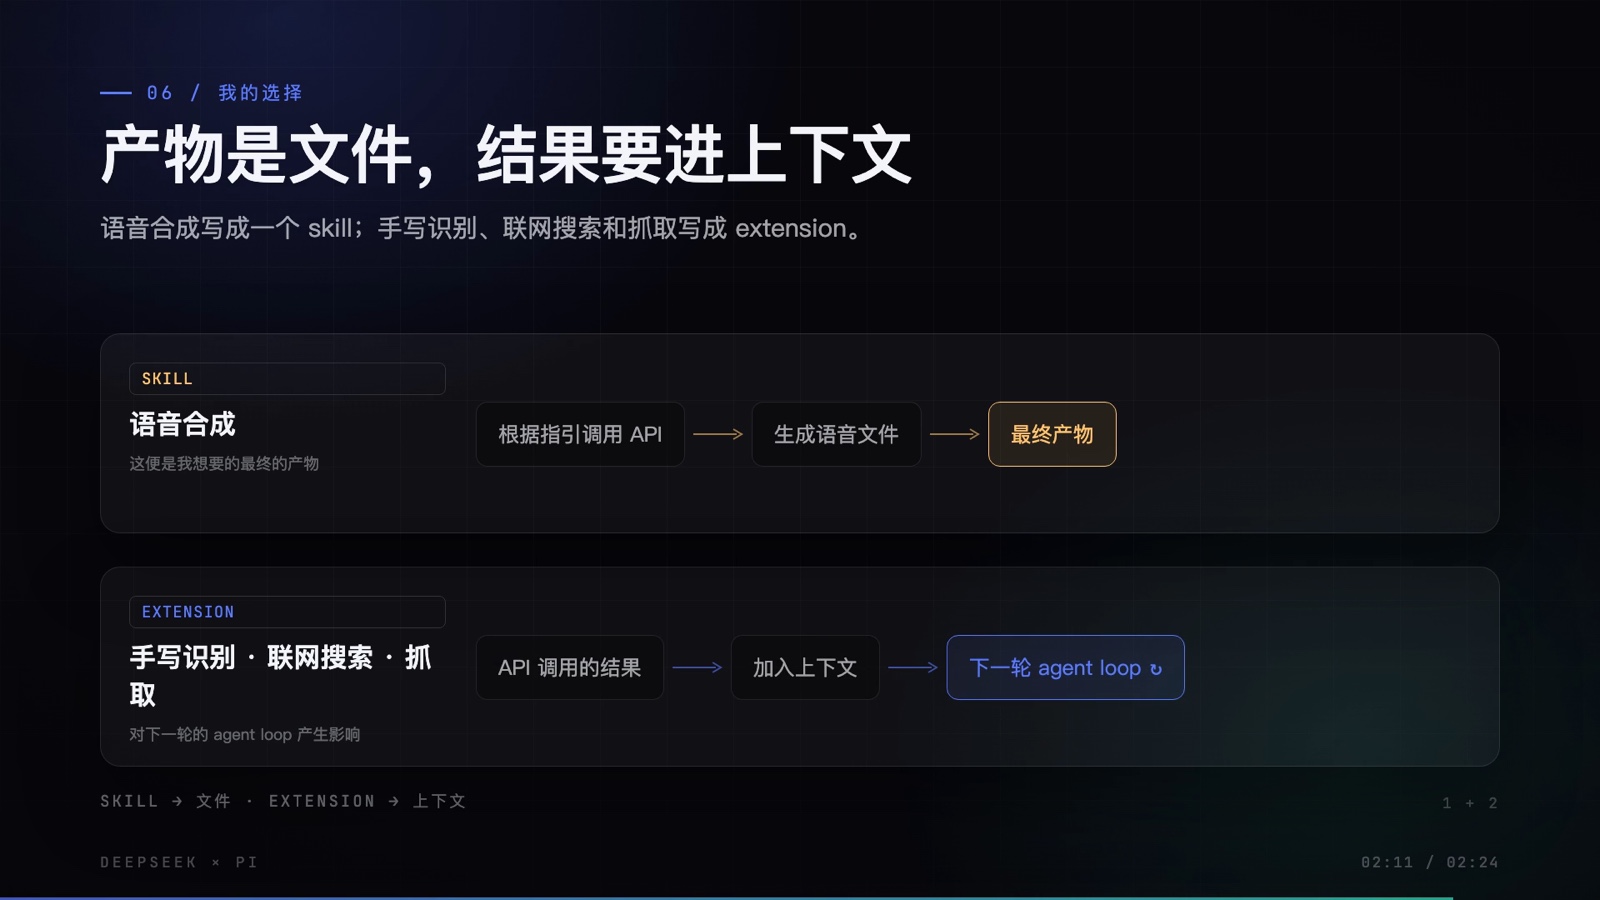 06 / 我的选择
产物是文件，结果要进上下文
语音合成写成一个 skill；手写识别、联网搜索和抓取写成 extension。
SKILL
语音合成
这便是我想要的最终的产物
根据指引调用 API → 生成语音文件 → 最终产物
EXTENSION
手写识别 · 联网搜索 · 抓
取
对下一轮的 agent loop 产生影响
API 调用的结果 → 加入上下文 → 下一轮 agent loop ↻
SKILL → 文件 · EXTENSION → 上下文
1 + 2
DEEPSEEK × PI
02:11 / 02:24